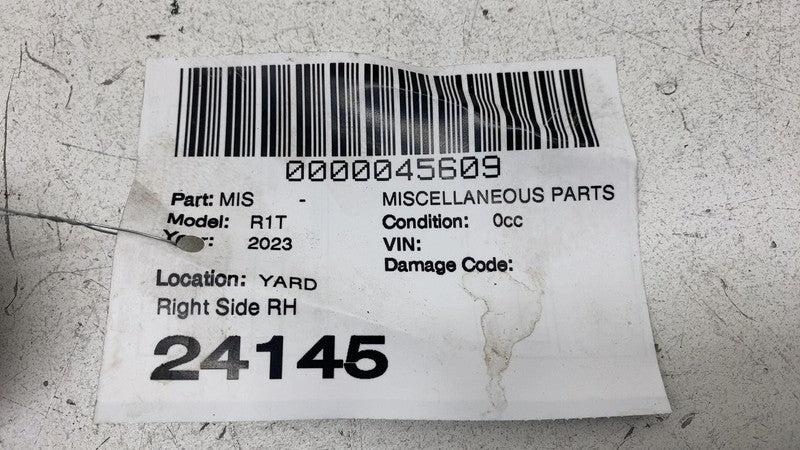 0000045609
Part: MIS - MISCELLANEOUS PARTS
Model: R1T Condition: 0cc
Year: 2023 VIN:
Damage Code:
Location: YARD
Right Side RH
24145